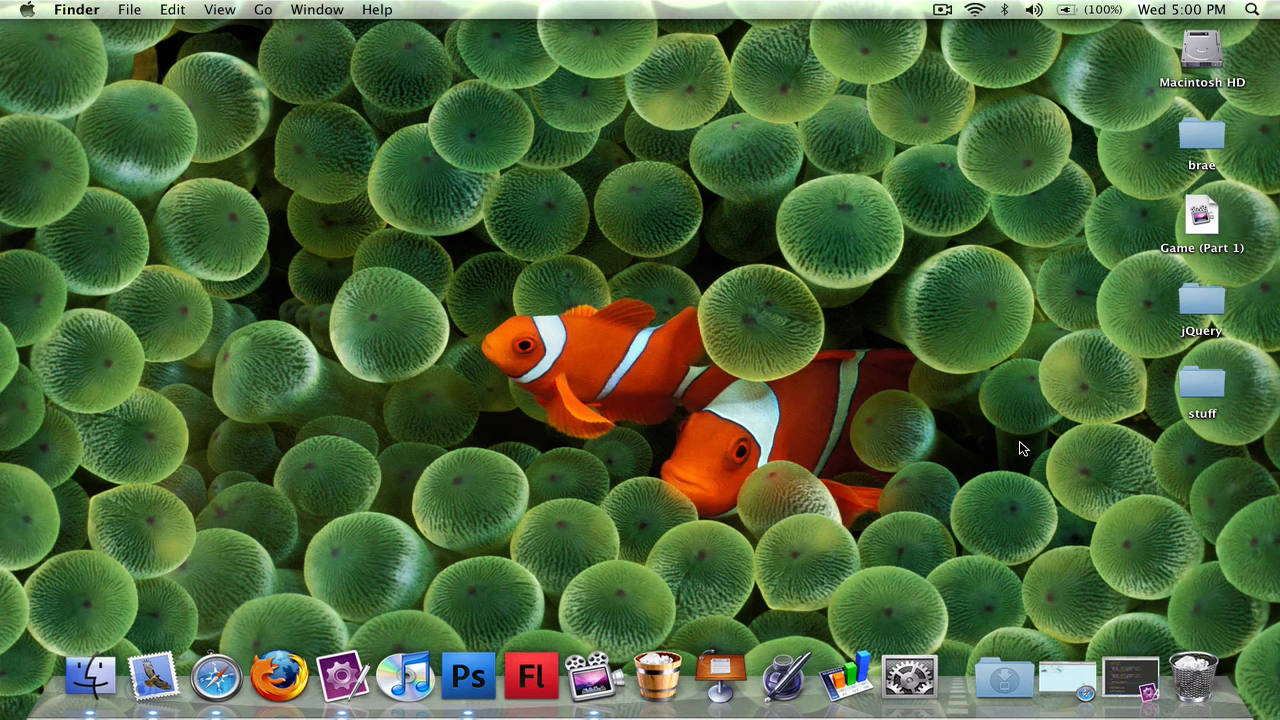 Finder File Edit View Go Window Help (100%) Wed 5:00 PM
Macintosh HD
brae
Game (Part 1)
jQuery
stuff
Ps Fl